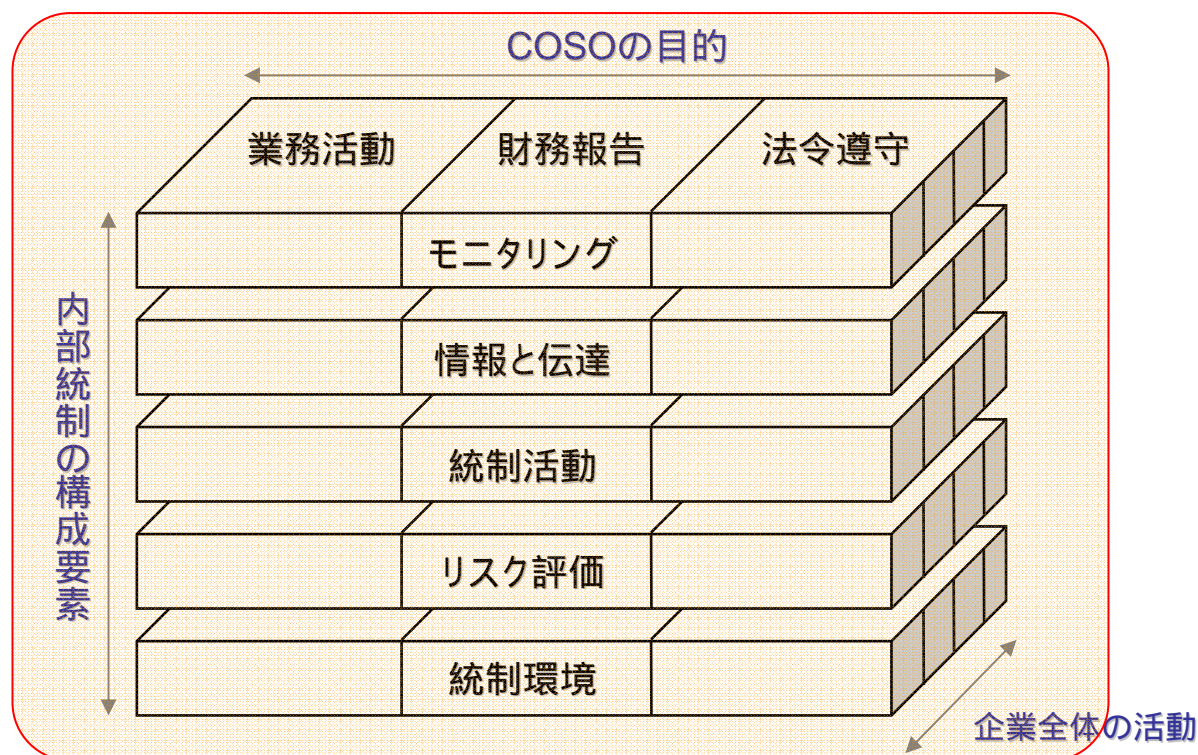 COSOの目的
業務活動
財務報告
法令遵守
モニタリング
情報と伝達
統制活動
リスク評価
統制環境
内部統制の構成要素
企業全体の活動